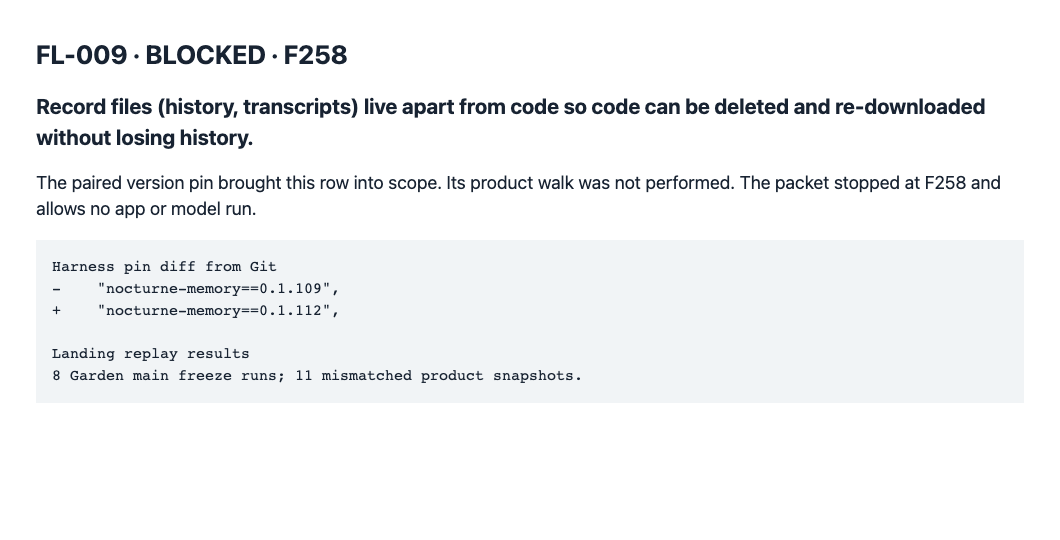 FL-009 · BLOCKED · F258
Record files (history, transcripts) live apart from code so code can be deleted and re-downloaded
without losing history.
The paired version pin brought this row into scope. Its product walk was not performed. The packet stopped at F258 and
allows no app or model run.
Harness pin diff from Git
-    "nocturne-memory==0.1.109",
+    "nocturne-memory==0.1.112",
Landing replay results
8 Garden main freeze runs; 11 mismatched product snapshots.